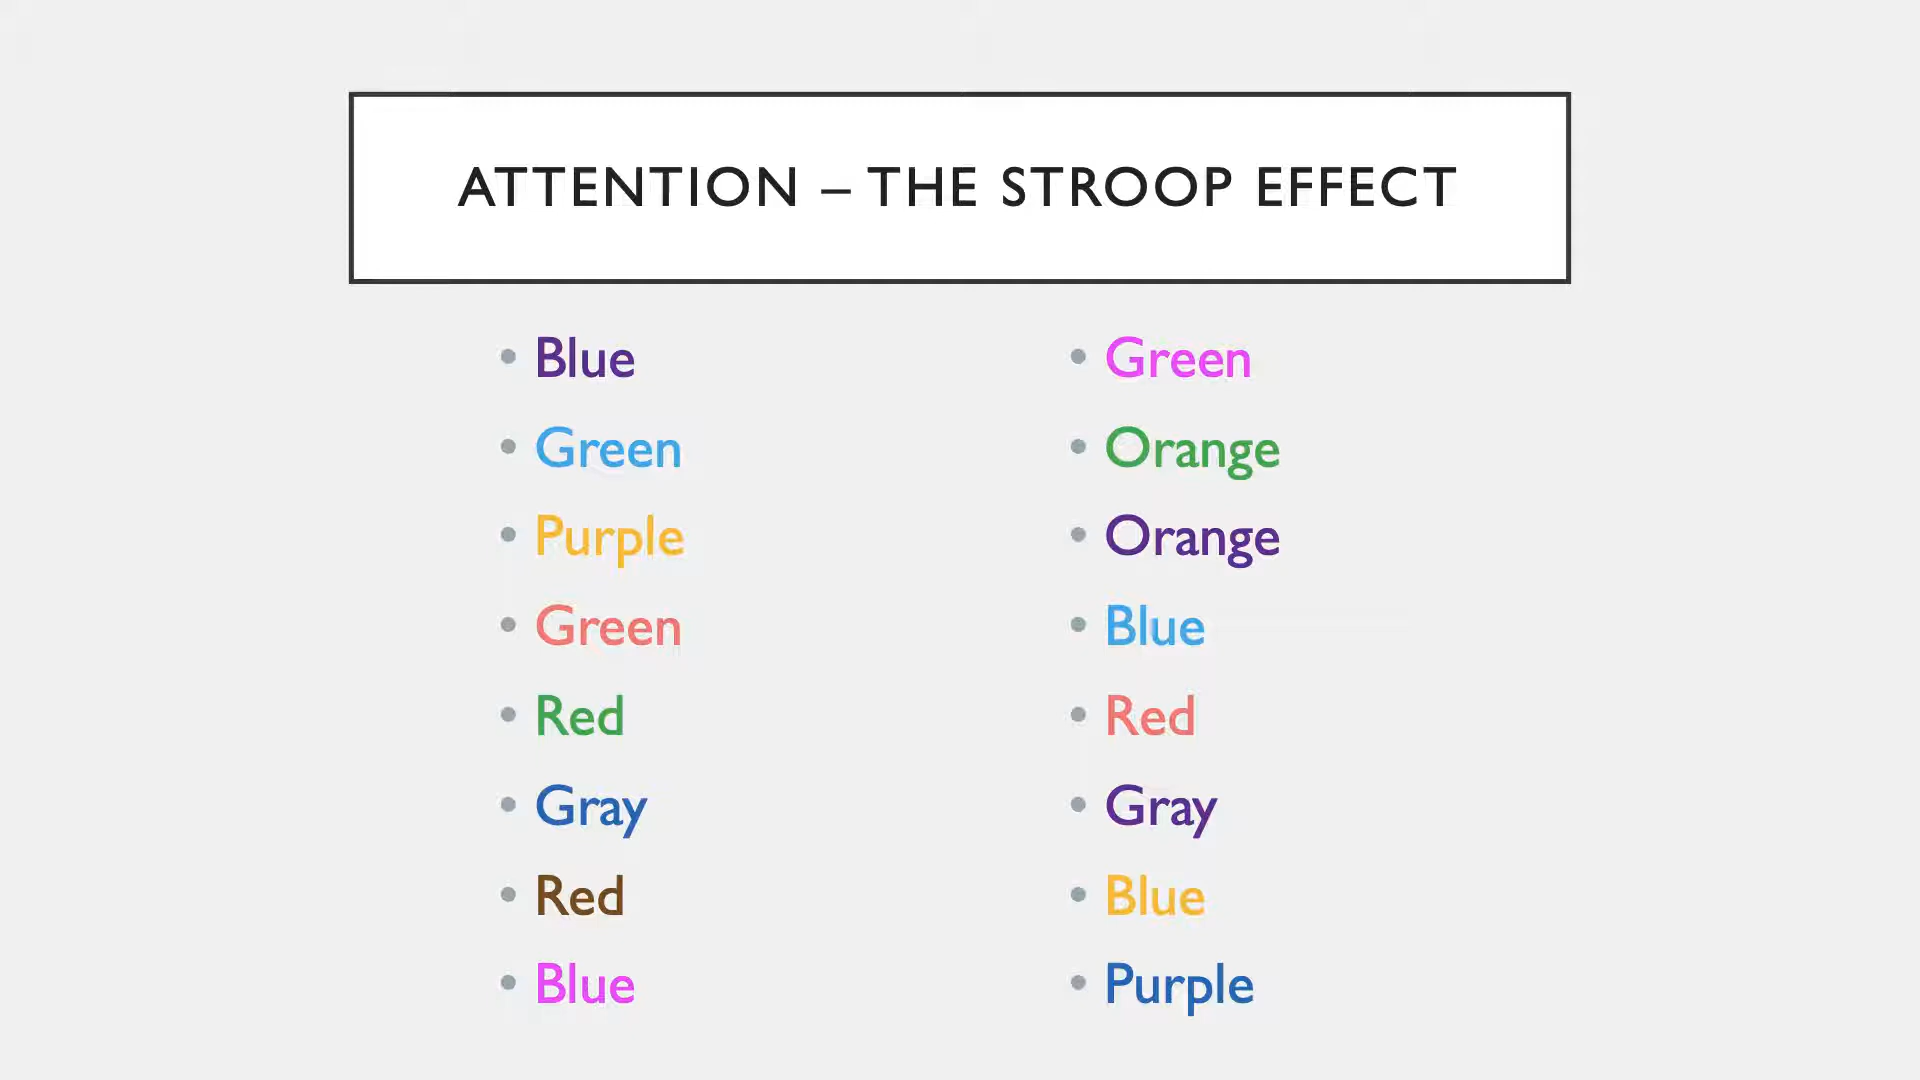 ATTENTION – THE STROOP EFFECT
• Blue
• Green
• Purple
• Green
• Red
• Gray
• Red
• Blue
• Green
• Orange
• Orange
• Blue
• Red
• Gray
• Blue
• Purple